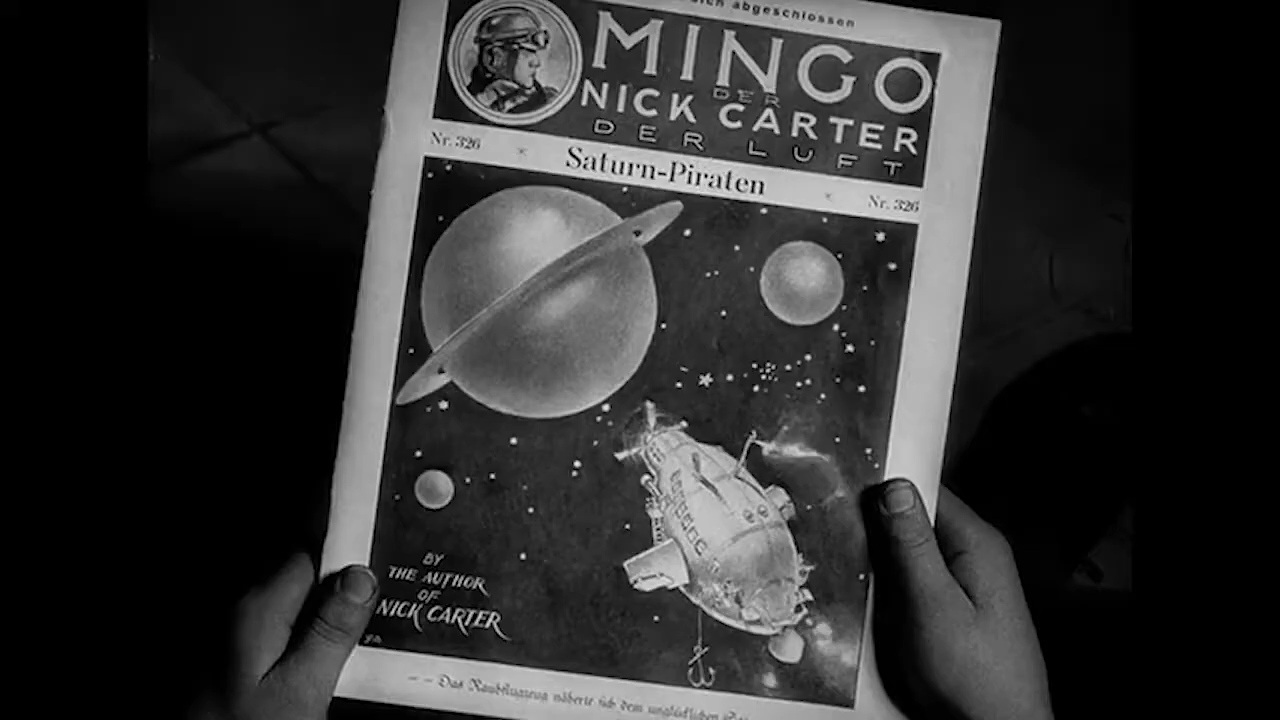 sich abgeschlossen
MINGO
DER
NICK CARTER
DER LUFT
Nr. 326
Saturn-Piraten
Nr. 326
BY
THE AUTHOR
OF
NICK CARTER
-- Das Raubflugzeug näherte sich dem unglücklichen